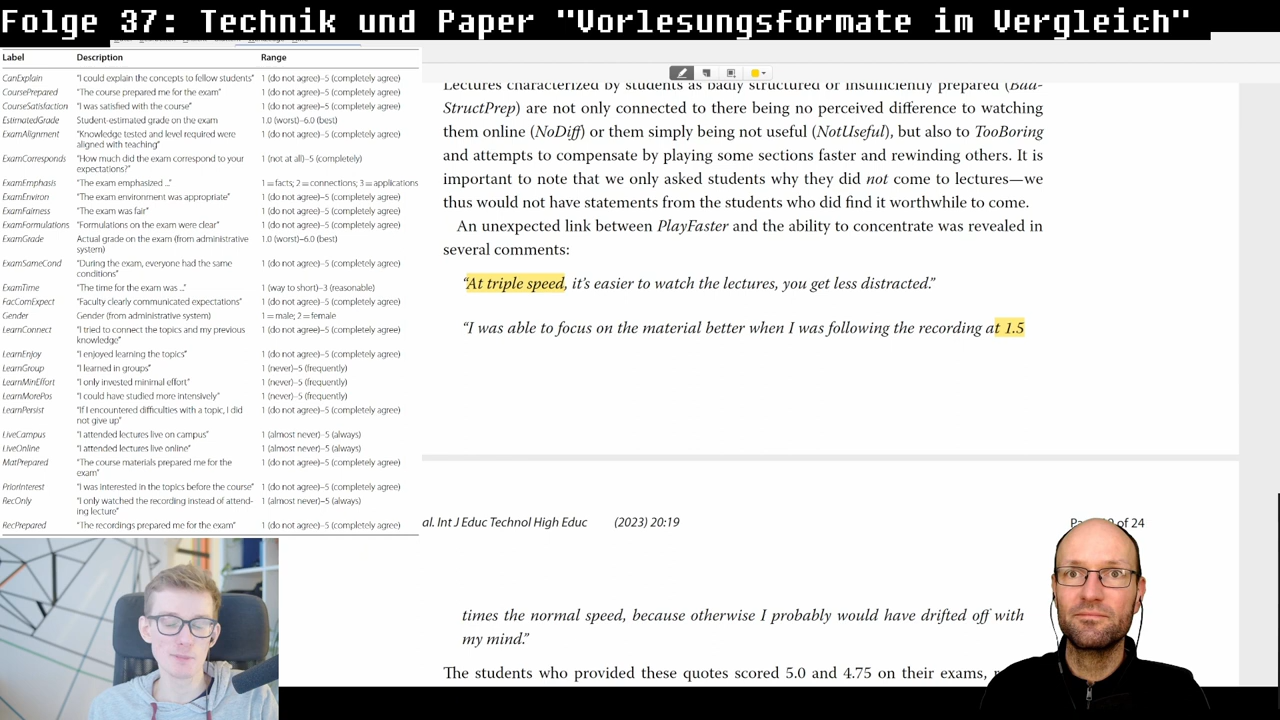 Folge 37: Technik und Paper "Vorlesungsformate im Vergleich"
Label Description Range
CanExplain "I could explain the concepts to fellow students" 1 (do not agree)–5 (completely agree)
CoursePrepared "The course prepared me for the exam" 1 (do not agree)–5 (completely agree)
CourseSatisfaction "I was satisfied with the course" 1 (do not agree)–5 (completely agree)
EstimatedGrade Student-estimated grade on the exam 1.0 (worst)–6.0 (best)
ExamAlignment "Knowledge tested and level required were 1 (do not agree)–5 (completely agree)
aligned with teaching"
ExamCorresponds "How much did the exam correspond to your 1 (not at all)–5 (completely)
expectations?"
ExamEmphasis "The exam emphasized ..." 1 = facts; 2 = connections; 3 = applications
ExamEnviron "The exam environment was appropriate" 1 (do not agree)–5 (completely agree)
ExamFairness "The exam was fair" 1 (do not agree)–5 (completely agree)
ExamFormulations "Formulations on the exam were clear" 1 (do not agree)–5 (completely agree)
ExamGrade Actual grade on the exam (from administrative 1.0 (worst)–6.0 (best)
system)
ExamSameCond "During the exam, everyone had the same 1 (do not agree)–5 (completely agree)
conditions"
ExamTime "The time for the exam was ..." 1 (way to short)–3 (reasonable)
FacComExpect "Faculty clearly communicated expectations" 1 (do not agree)–5 (completely agree)
Gender Gender (from administrative system) 1 = male; 2 = female
LearnConnect "I tried to connect the topics and my previous 1 (do not agree)–5 (completely agree)
knowledge"
LearnEnjoy "I enjoyed learning the topics" 1 (do not agree)–5 (completely agree)
LearnGroup "I learned in groups" 1 (never)–5 (frequently)
LearnMinEffort "I only invested minimal effort" 1 (never)–5 (frequently)
LearnMorePos "I could have studied more intensively" 1 (never)–5 (frequently)
LearnPersist "If I encountered difficulties with a topic, I did 1 (do not agree)–5 (completely agree)
not give up"
LiveCampus "I attended lectures live on campus" 1 (almost never)–5 (always)
LiveOnline "I attended lectures live online" 1 (almost never)–5 (always)
MatPrepared "The course materials prepared me for the 1 (do not agree)–5 (completely agree)
exam"
PriorInterest "I was interested in the topics before the course" 1 (do not agree)–5 (completely agree)
RecOnly "I only watched the recording instead of attend- 1 (almost never)–5 (always)
ing lecture"
RecPrepared "The recordings prepared me for the exam" 1 (do not agree)–5 (completely agree)
Lectures characterized by students as badly structured or insufficiently prepared (Bad-
StructPrep) are not only connected to there being no perceived difference to watching
them online (NoDiff) or them simply being not useful (NotUseful), but also to TooBoring
and attempts to compensate by playing some sections faster and rewinding others. It is
important to note that we only asked students why they did not come to lectures—we
thus would not have statements from the students who did find it worthwhile to come.
An unexpected link between PlayFaster and the ability to concentrate was revealed in
several comments:
"At triple speed, it's easier to watch the lectures, you get less distracted."
"I was able to focus on the material better when I was following the recording at 1.5
al. Int J Educ Technol High Educ (2023) 20:19
of 24
times the normal speed, because otherwise I probably would have drifted off with
my mind."
The students who provided these quotes scored 5.0 and 4.75 on their exams,